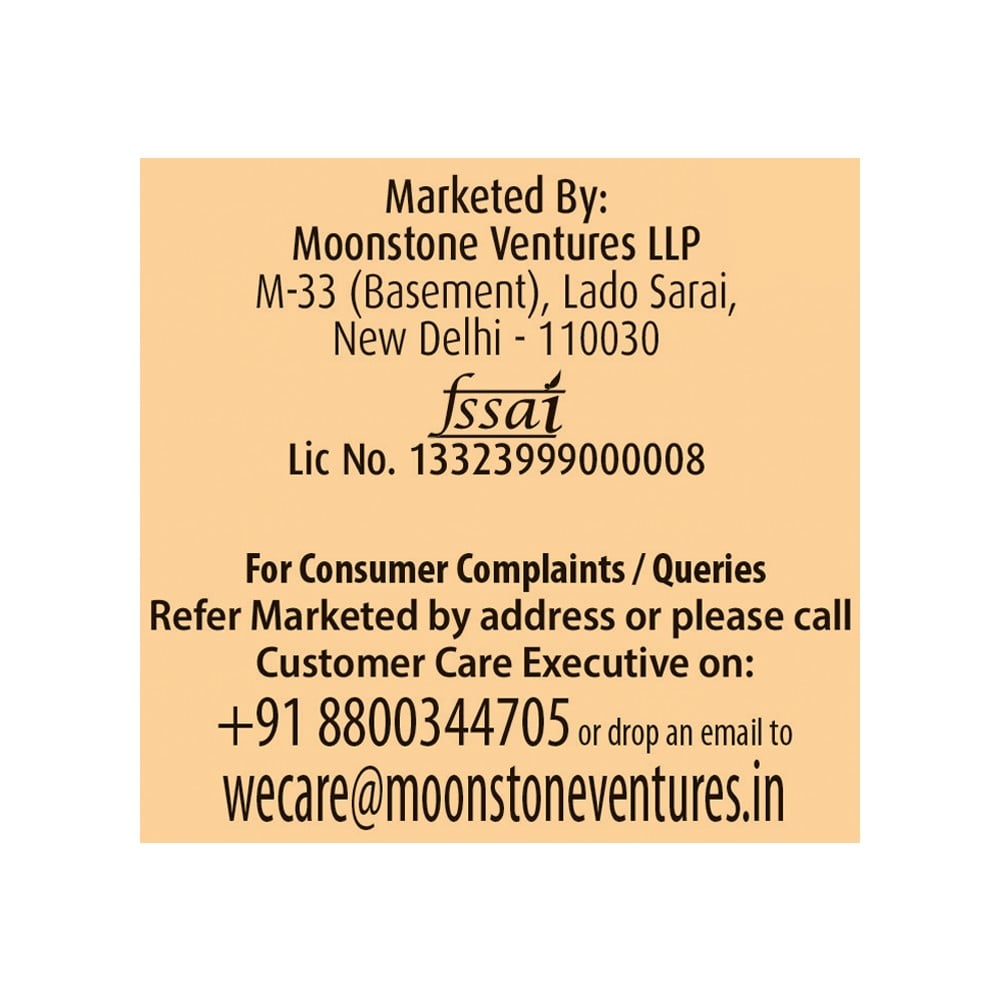 Marketed By:
Moonstone Ventures LLP
M-33 (Basement), Lado Sarai,
New Delhi - 110030
fssai
Lic No. 13323999000008
For Consumer Complaints / Queries
Refer Marketed by address or please call
Customer Care Executive on:
+91 8800344705 or drop an email to
wecare@moonstoneventures.in